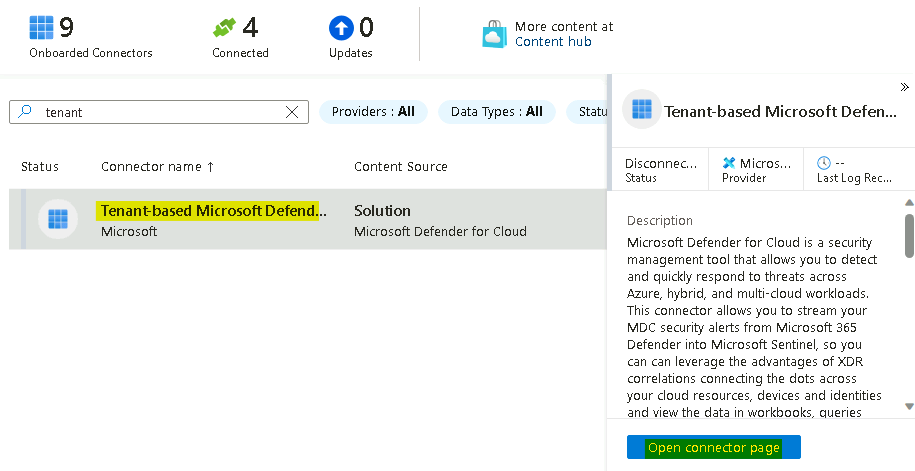 9
Onboarded Connectors
4
Connected
0
Updates
More content at
Content hub
tenant
Providers : All
Data Types : All
Statu
Status
Connector name ↑
Content Source
Tenant-based Microsoft Defend...
Microsoft
Solution
Microsoft Defender for Cloud
»
Tenant-based Microsoft Defen...
Disconnec...
Status
Micros...
Provider
--
Last Log Rec...
Description
Microsoft Defender for Cloud is a security
management tool that allows you to detect
and quickly respond to threats across
Azure, hybrid, and multi-cloud workloads.
This connector allows you to stream your
MDC security alerts from Microsoft 365
Defender into Microsoft Sentinel, so you
can can leverage the advantages of XDR
correlations connecting the dots across
your cloud resources, devices and identities
and view the data in workbooks, queries
Open connector page